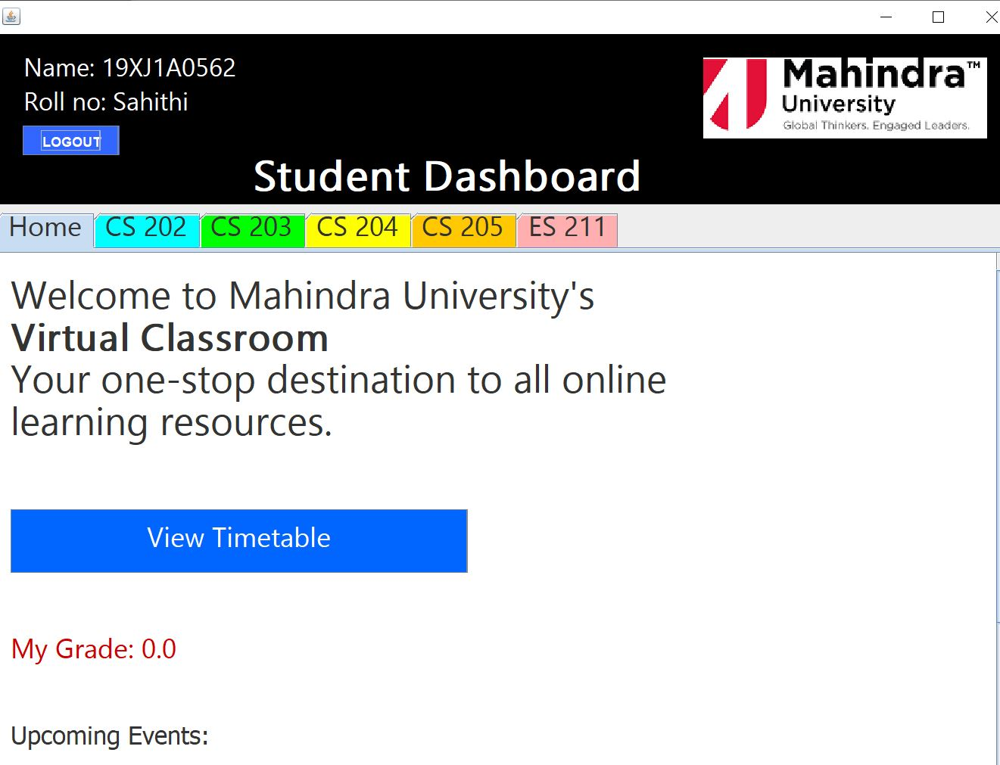 Name: 19XJ1A0562
Roll no: Sahithi
LOGOUT
Mahindra™
University
Global Thinkers. Engaged Leaders.
Student Dashboard
Home CS 202 CS 203 CS 204 CS 205 ES 211
Welcome to Mahindra University's
Virtual Classroom
Your one-stop destination to all online
learning resources.
View Timetable
My Grade: 0.0
Upcoming Events: